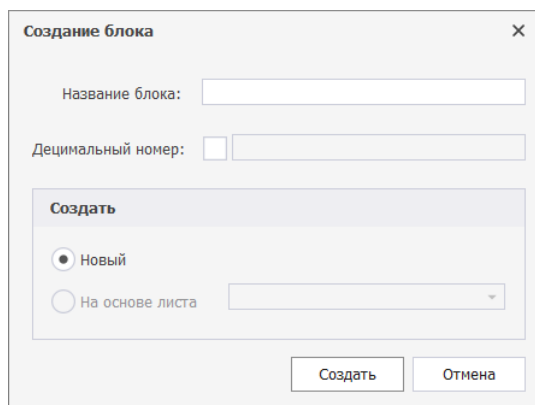 Создание блока
Название блока:
Децимальный номер:
Создать
Новый
На основе листа
Создать Отмена